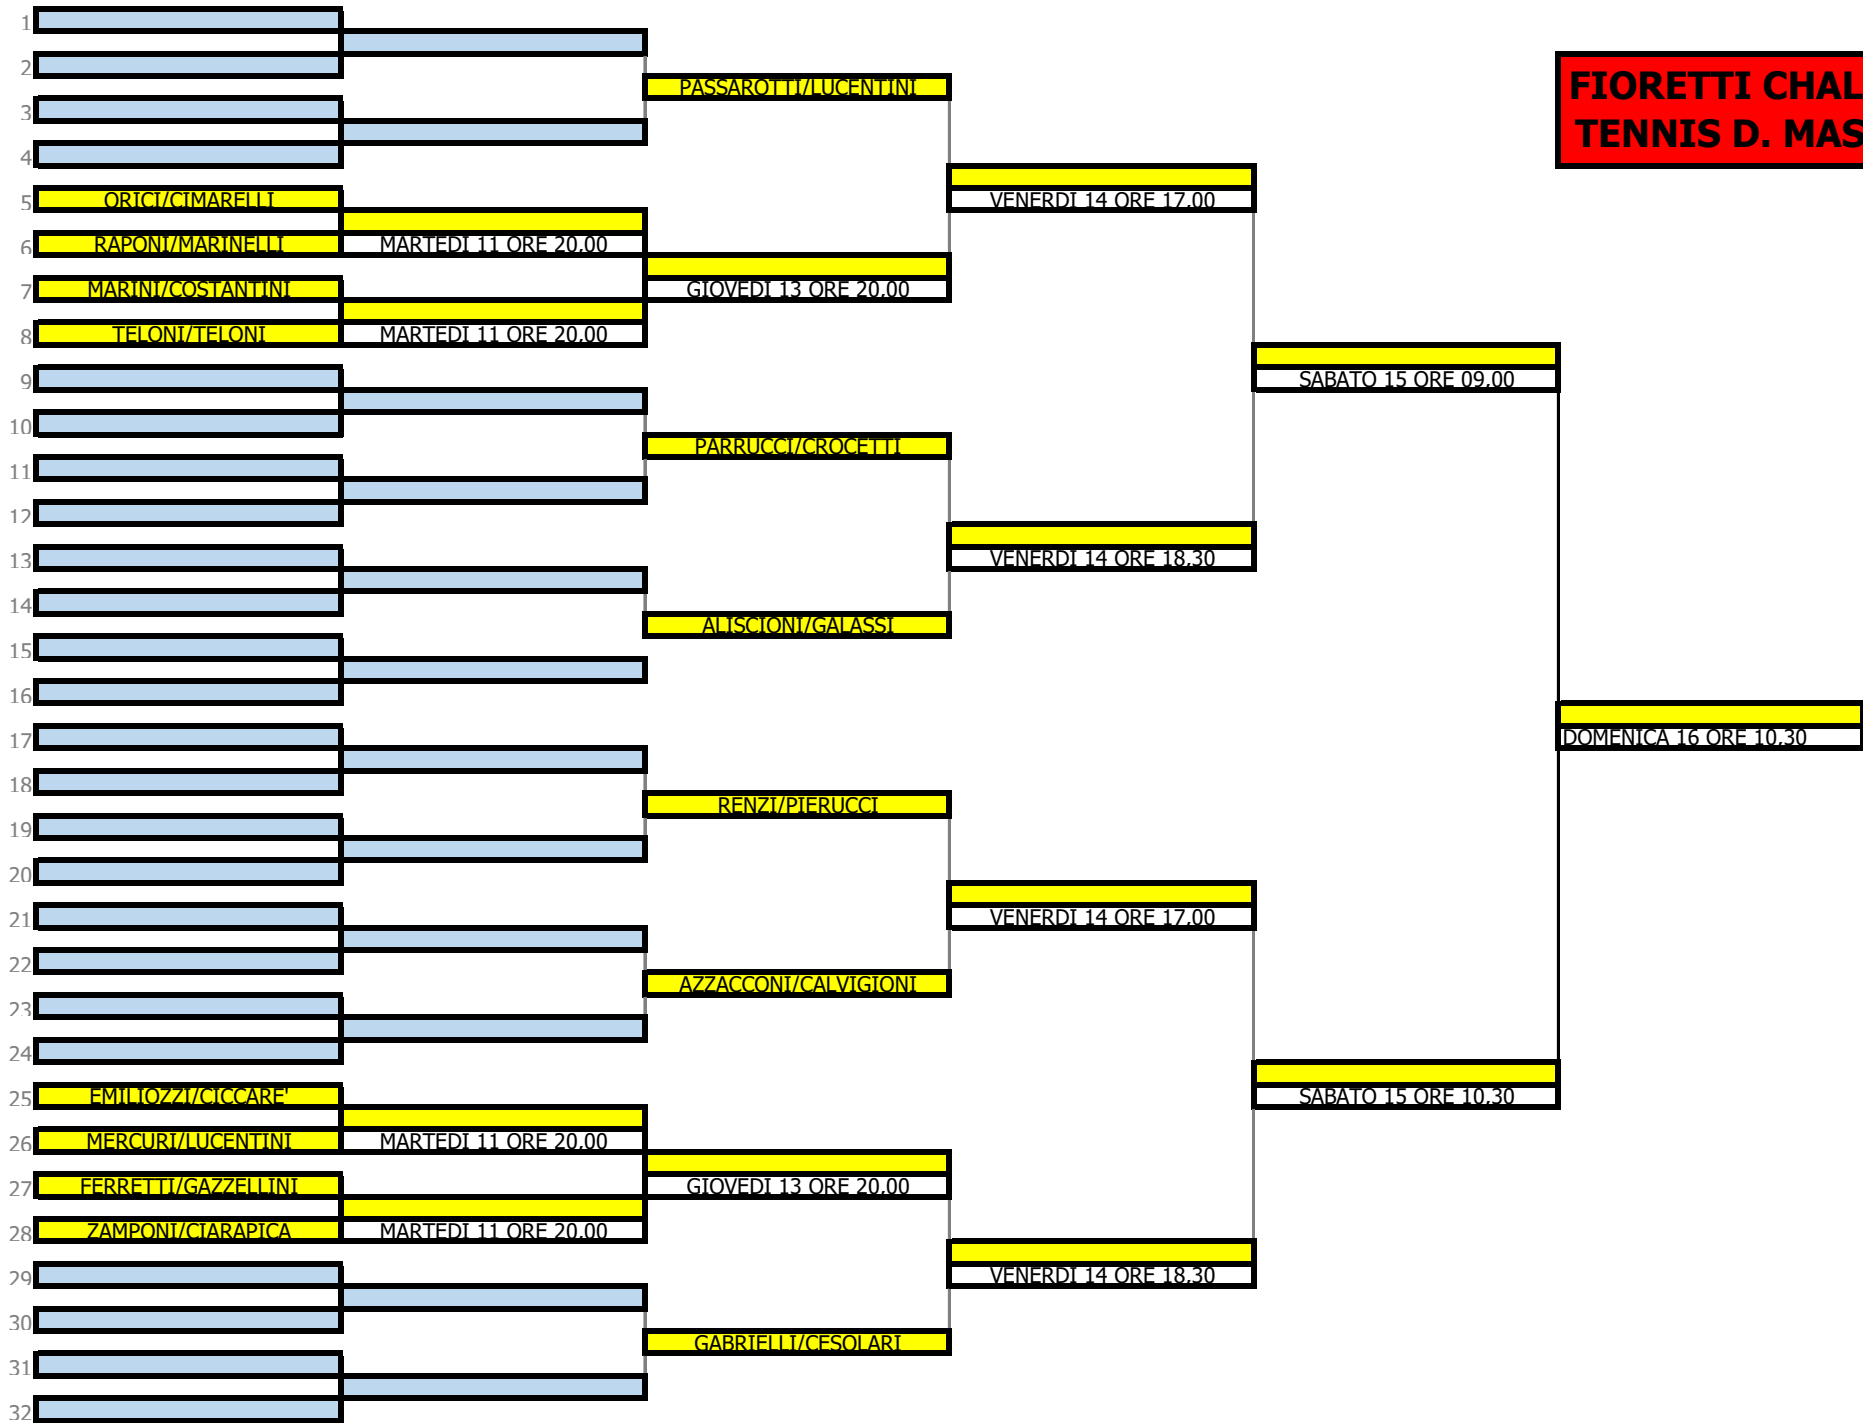 1
2
PASSAROTTI/LUCENTINI
FIORETTI CHAL
TENNIS D. MAS
3
4
VENERDI 14 ORE 17,00
5 ORICI/CIMARELLI
6 RAPONI/MARINELLI MARTEDI 11 ORE 20,00
7 MARINI/COSTANTINI GIOVEDI 13 ORE 20,00
8 TELONI/TELONI MARTEDI 11 ORE 20,00
9 SABATO 15 ORE 09,00
10
PARRUCCI/CROCETTI
11
12
13 VENERDI 14 ORE 18,30
14
ALISCIONI/GALASSI
15
16
17 DOMENICA 16 ORE 10,30
18
RENZI/PIERUCCI
19
20
21 VENERDI 14 ORE 17,00
22
AZZACCONI/CALVIGIONI
23
24
25 EMILIOZZI/CICCARE' SABATO 15 ORE 10,30
26 MERCURI/LUCENTINI MARTEDI 11 ORE 20,00
27 FERRETTI/GAZZELLINI GIOVEDI 13 ORE 20,00
28 ZAMPONI/CIARAPICA MARTEDI 11 ORE 20,00
29 VENERDI 14 ORE 18,30
30
GABRIELLI/CESOLARI
31
32